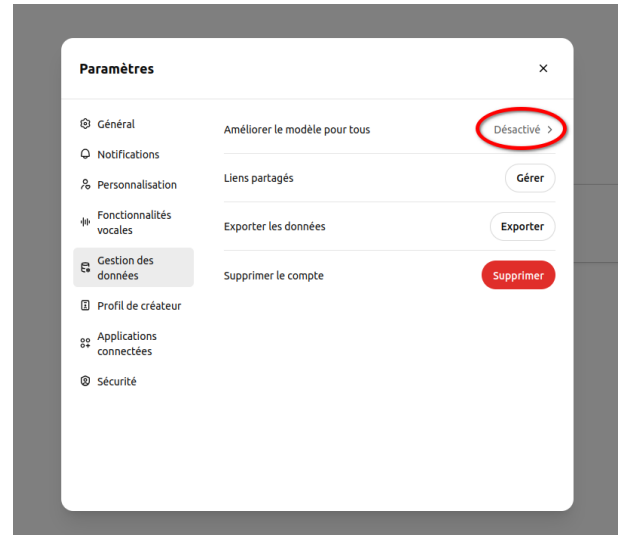 Paramètres
Général
Notifications
Personnalisation
Fonctionnalités
vocales
Gestion des
données
Profil de créateur
Applications
connectées
Sécurité
Améliorer le modèle pour tous
Désactivé
Liens partagés
Gérer
Exporter les données
Exporter
Supprimer le compte
Supprimer